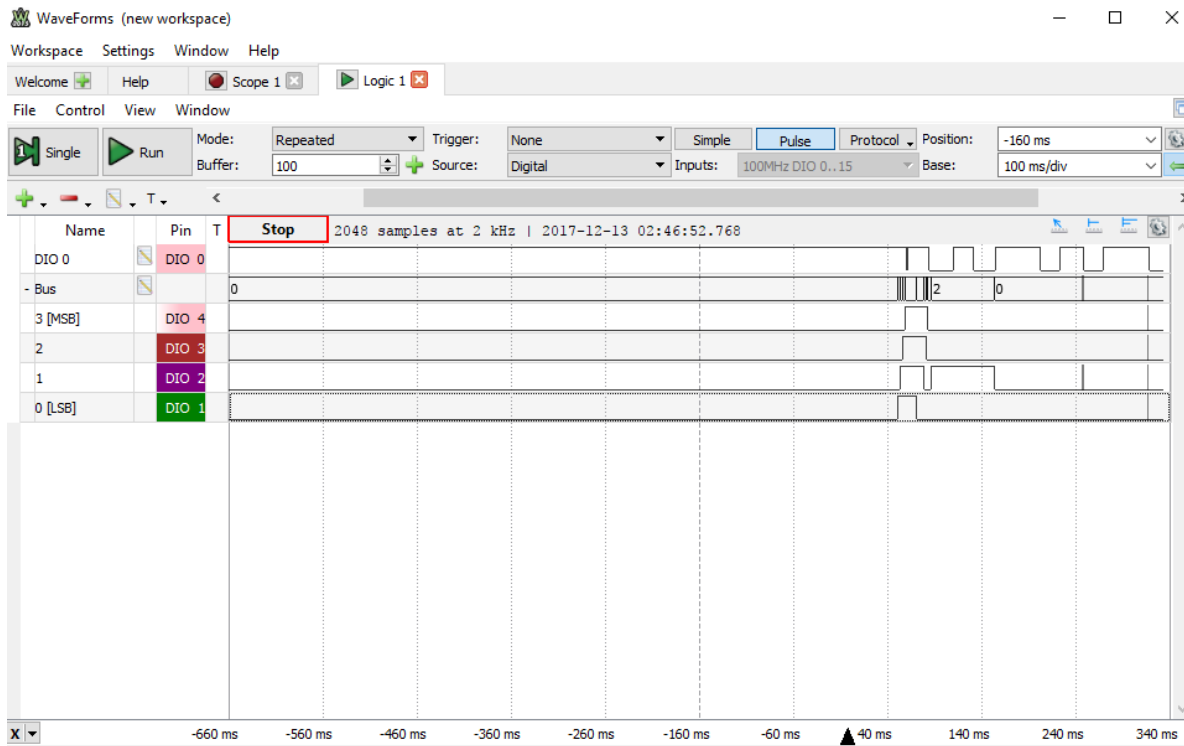 WaveForms (new workspace)
Workspace Settings Window Help
Welcome Help Scope 1 Logic 1
File Control View Window
Single Run Mode: Repeated Trigger: None Simple Pulse Protocol Position: -160 ms
Buffer: 100 Source: Digital Inputs: 100MHz DIO 0..15 Base: 100 ms/div
T
Name Pin T Stop 2048 samples at 2 kHz | 2017-12-13 02:46:52.768
DIO 0 DIO 0
- Bus 0 2 0
3 [MSB] DIO 4
2 DIO 3
1 DIO 2
0 [LSB] DIO 1
X -660 ms -560 ms -460 ms -360 ms -260 ms -160 ms -60 ms 40 ms 140 ms 240 ms 340 ms